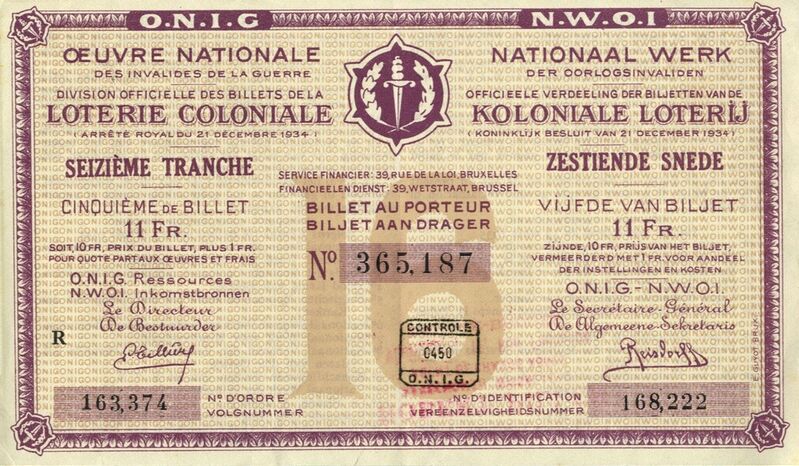 O.N.I.G
N.W.O.I
ŒUVRE NATIONALE
DES INVALIDES DE LA GUERRE
DIVISION OFFICIELLE DES BILLETS DE LA
LOTERIE COLONIALE
(ARRÊTÉ ROYAL DU 21 DÉCEMBRE 1934)
NATIONAAL WERK
DER OORLOGSINVALIDEN
OFFICIEELE VERDEELING DER BILJETTEN VAN DE
KOLONIALE LOTERIJ
(KONINKLIJK BESLUIT VAN 21 DECEMBER 1934)
SEIZIÈME TRANCHE
CINQUIÈME DE BILLET
11 FR.
SOIT, 10 FR, PRIX DU BILLET, PLUS 1 FR.
POUR QUOTE PART AUX ŒUVRES ET FRAIS
O.N.I.G. Ressources
N.W.O.I. Inkomstbronnen
Le Directeur
De Bestuurder
SERVICE FINANCIER: 39, RUE DE LA LOI, BRUXELLES
FINANCIEELEN DIENST: 39, WETSTRAAT, BRUSSEL
BILLET AU PORTEUR
BILJET AAN DRAGER
No. 365,187
16
ZESTIENDE SNEDE
VIJFDE VAN BILJET
11 FR.
ZIJNDE, 10 FR, PRIJS VAN HET BILJET,
VERMEERDERD MET 1 FR. VOOR AANDEEL
DER INSTELLINGEN EN KOSTEN
O.N.I.G. - N.W.O.I.
Le Secrétaire-Général
De Algemeene-Sekretaris
R
CONTROLE
0450
O.N.I.G.
Reisdorff
163,374
No D'ORDRE
VOLGNUMMER
No D'IDENTIFICATION
VEREENZELVIGHEIDSNUMMER
168,222